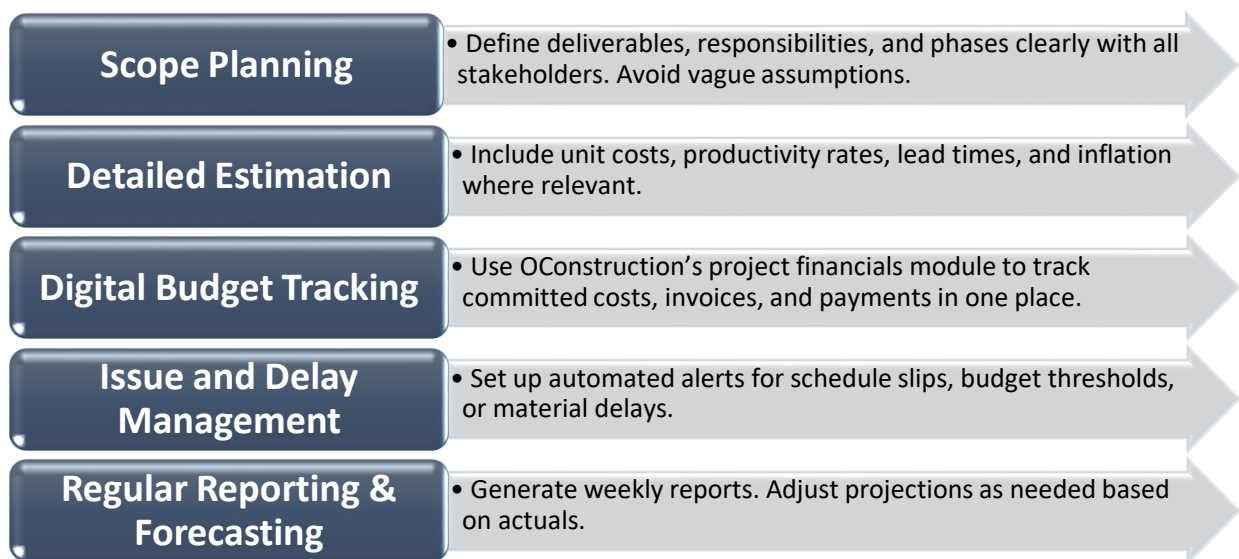 Scope Planning
• Define deliverables, responsibilities, and phases clearly with all
stakeholders. Avoid vague assumptions.
Detailed Estimation
• Include unit costs, productivity rates, lead times, and inflation
where relevant.
Digital Budget Tracking
• Use OConstruction’s project financials module to track
committed costs, invoices, and payments in one place.
Issue and Delay
Management
• Set up automated alerts for schedule slips, budget thresholds,
or material delays.
Regular Reporting &
Forecasting
• Generate weekly reports. Adjust projections as needed based
on actuals.